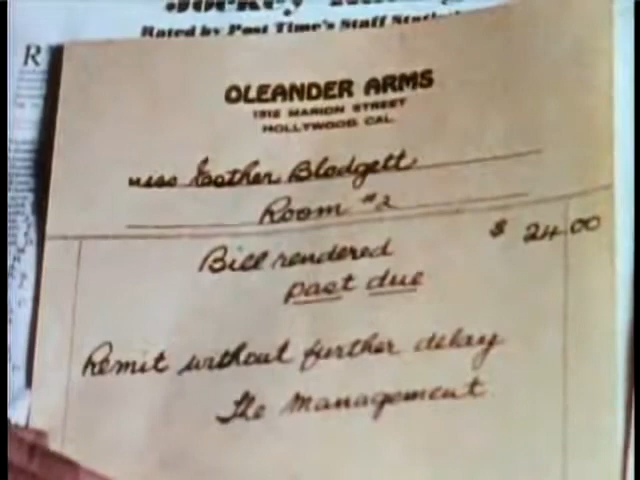 Rated by Post Time's Staff
R
OLEANDER ARMS
1312 MARION STREET
HOLLYWOOD CAL.
Miss Esther Blodgett
Room #2
Bill rendered $ 24.00
past due
Remit without further delay
The Management